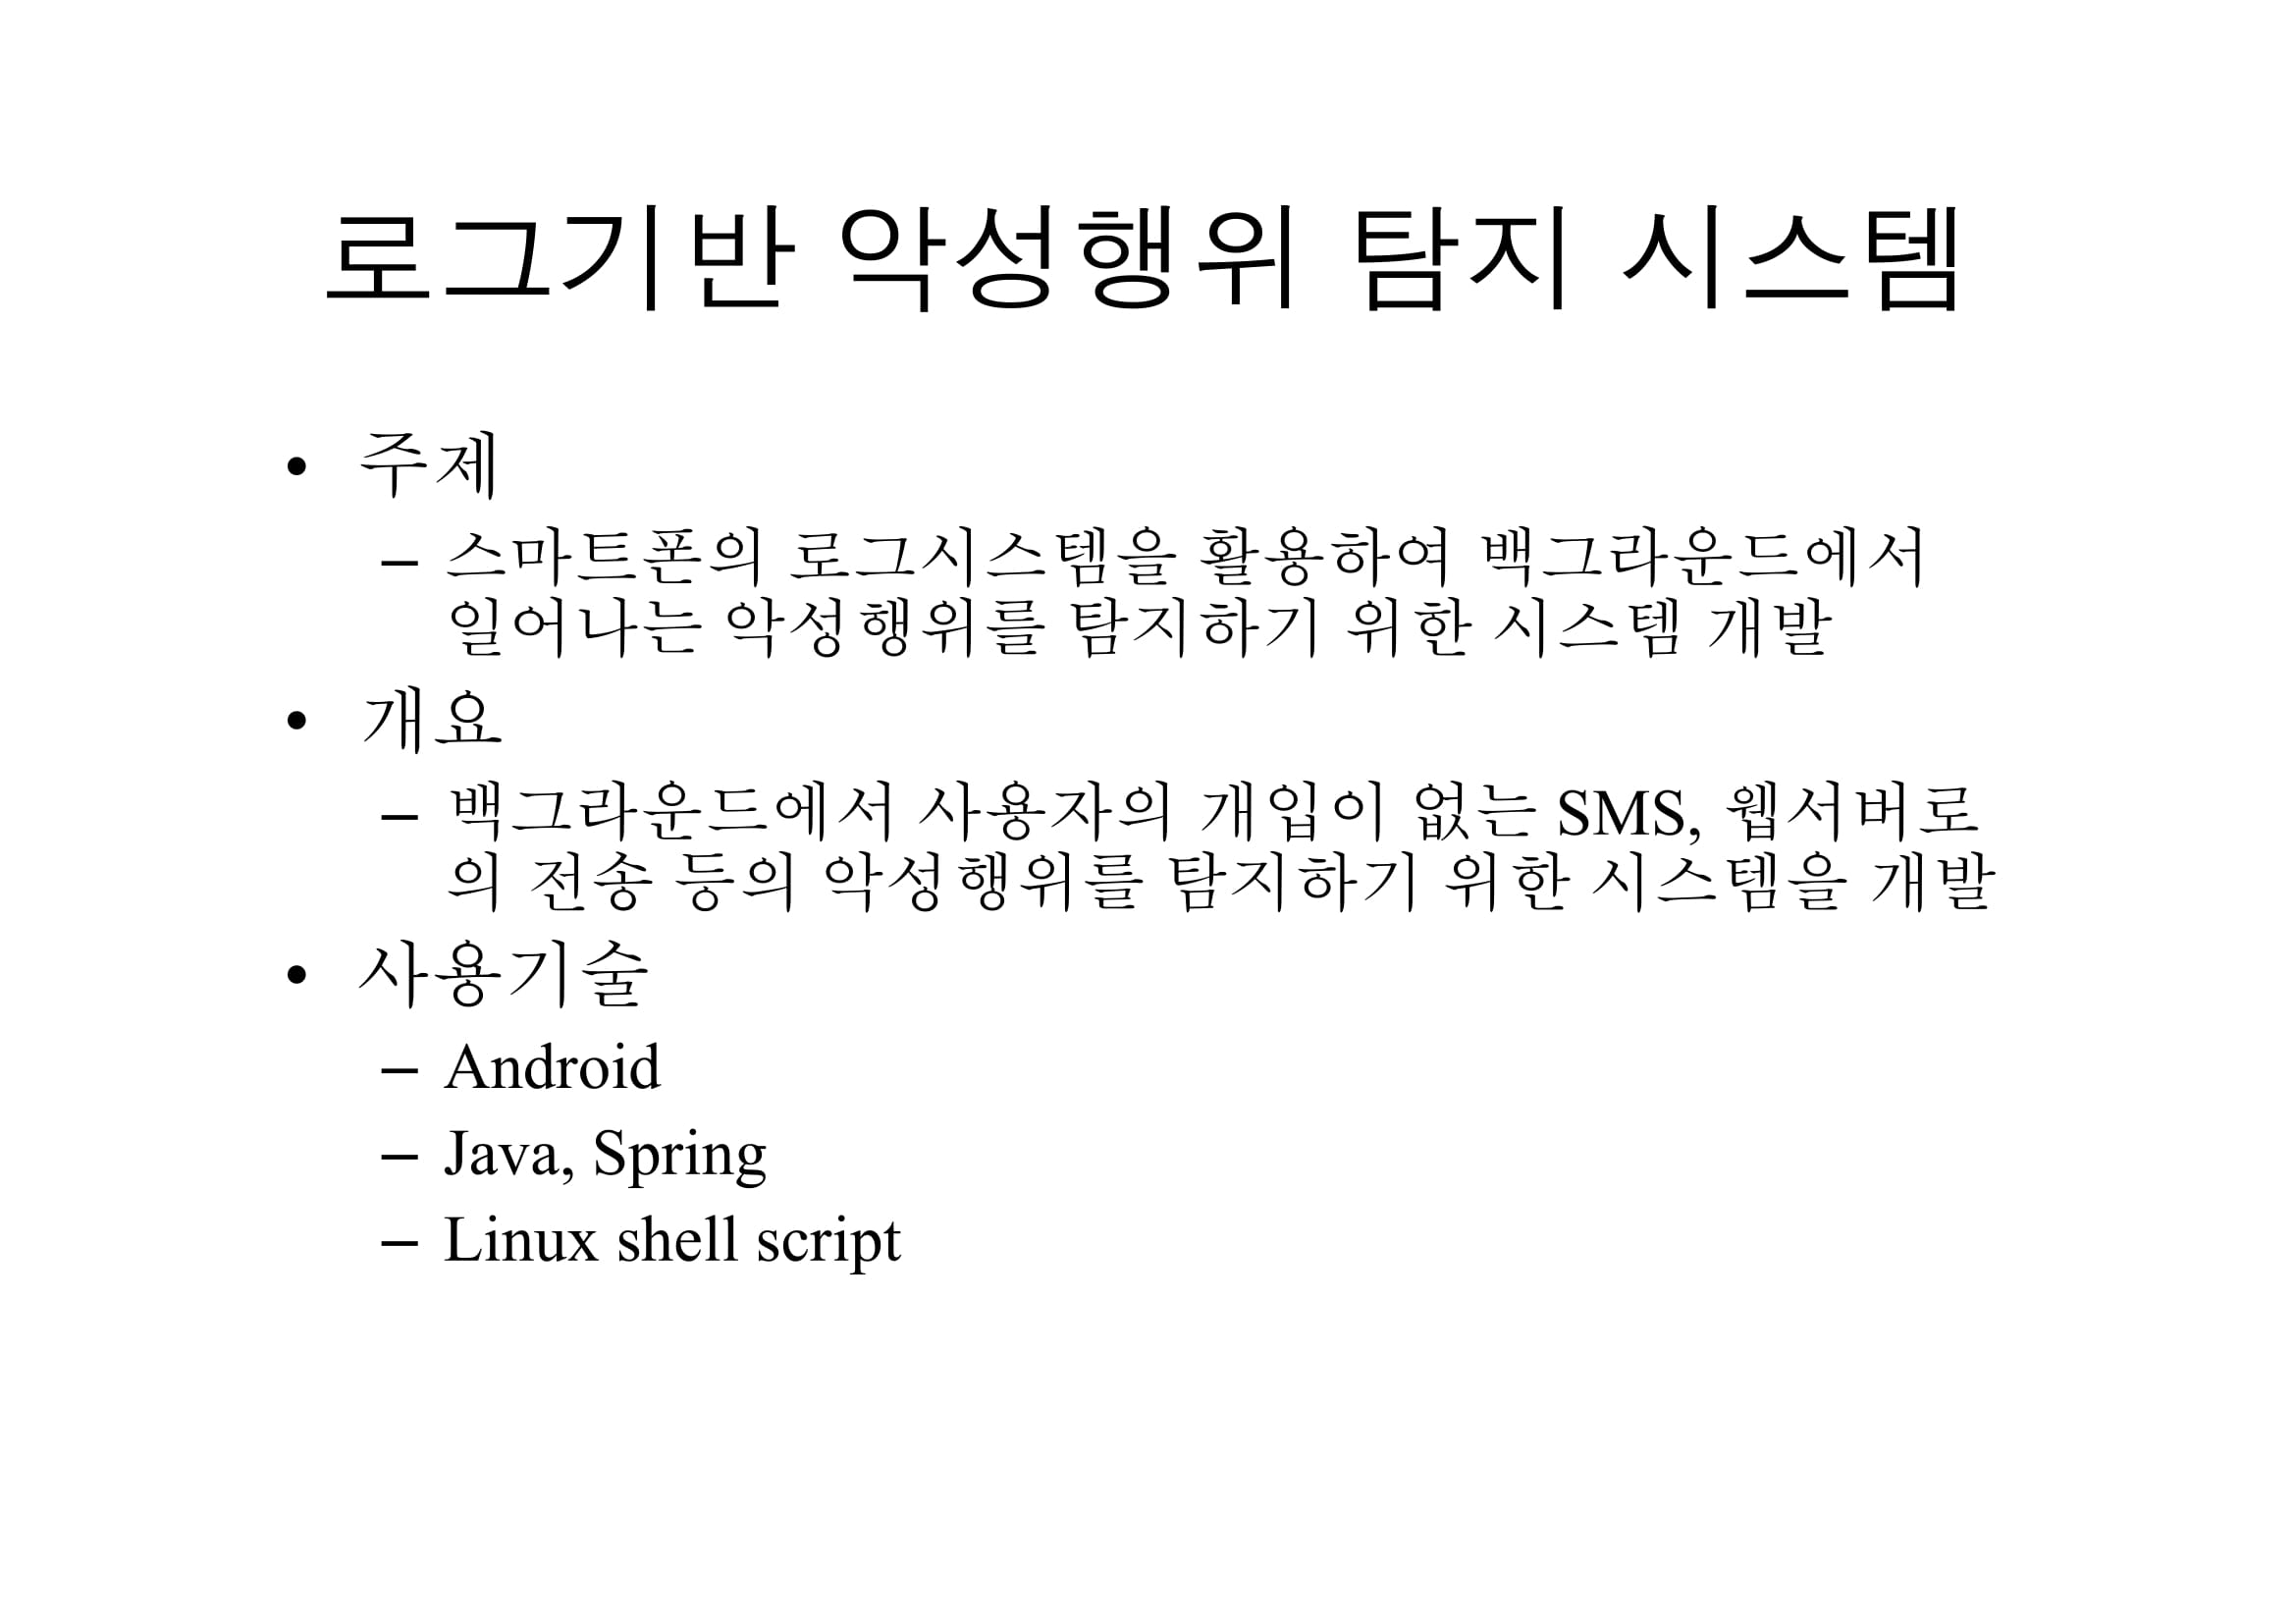 로그기반 악성행위 탐지 시스템
• 주제
– 스마트폰의 로그시스템을 활용하여 백그라운드에서
일어나는 악성행위를 탐지하기 위한 시스템 개발
• 개요
– 백그라운드에서 사용자의 개입이 없는 SMS, 웹서버로
의 전송 등의 악성행위를 탐지하기 위한 시스템을 개발
• 사용기술
– Android
– Java, Spring
– Linux shell script